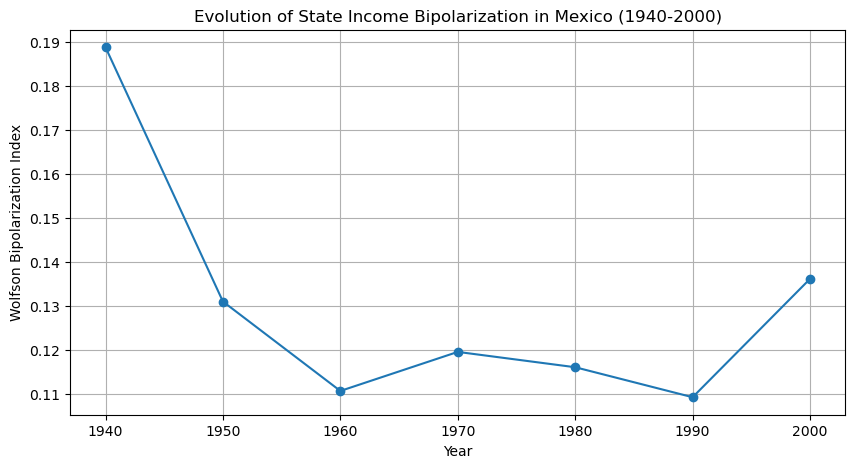 Evolution of State Income Bipolarization in Mexico (1940-2000)
Wolfson Bipolarization Index
0.19
0.18
0.17
0.16
0.15
0.14
0.13
0.12
0.11
1940 1950 1960 1970 1980 1990 2000
Year